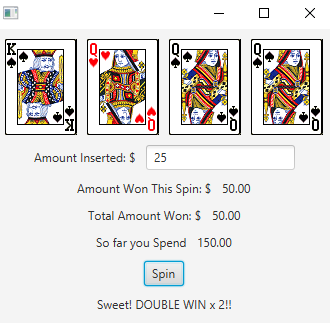 K Q Q Q
K Q Q Q
Amount Inserted: $ 25
Amount Won This Spin: $ 50.00
Total Amount Won: $ 50.00
So far you Spend 150.00
Spin
Sweet! DOUBLE WIN x 2!!